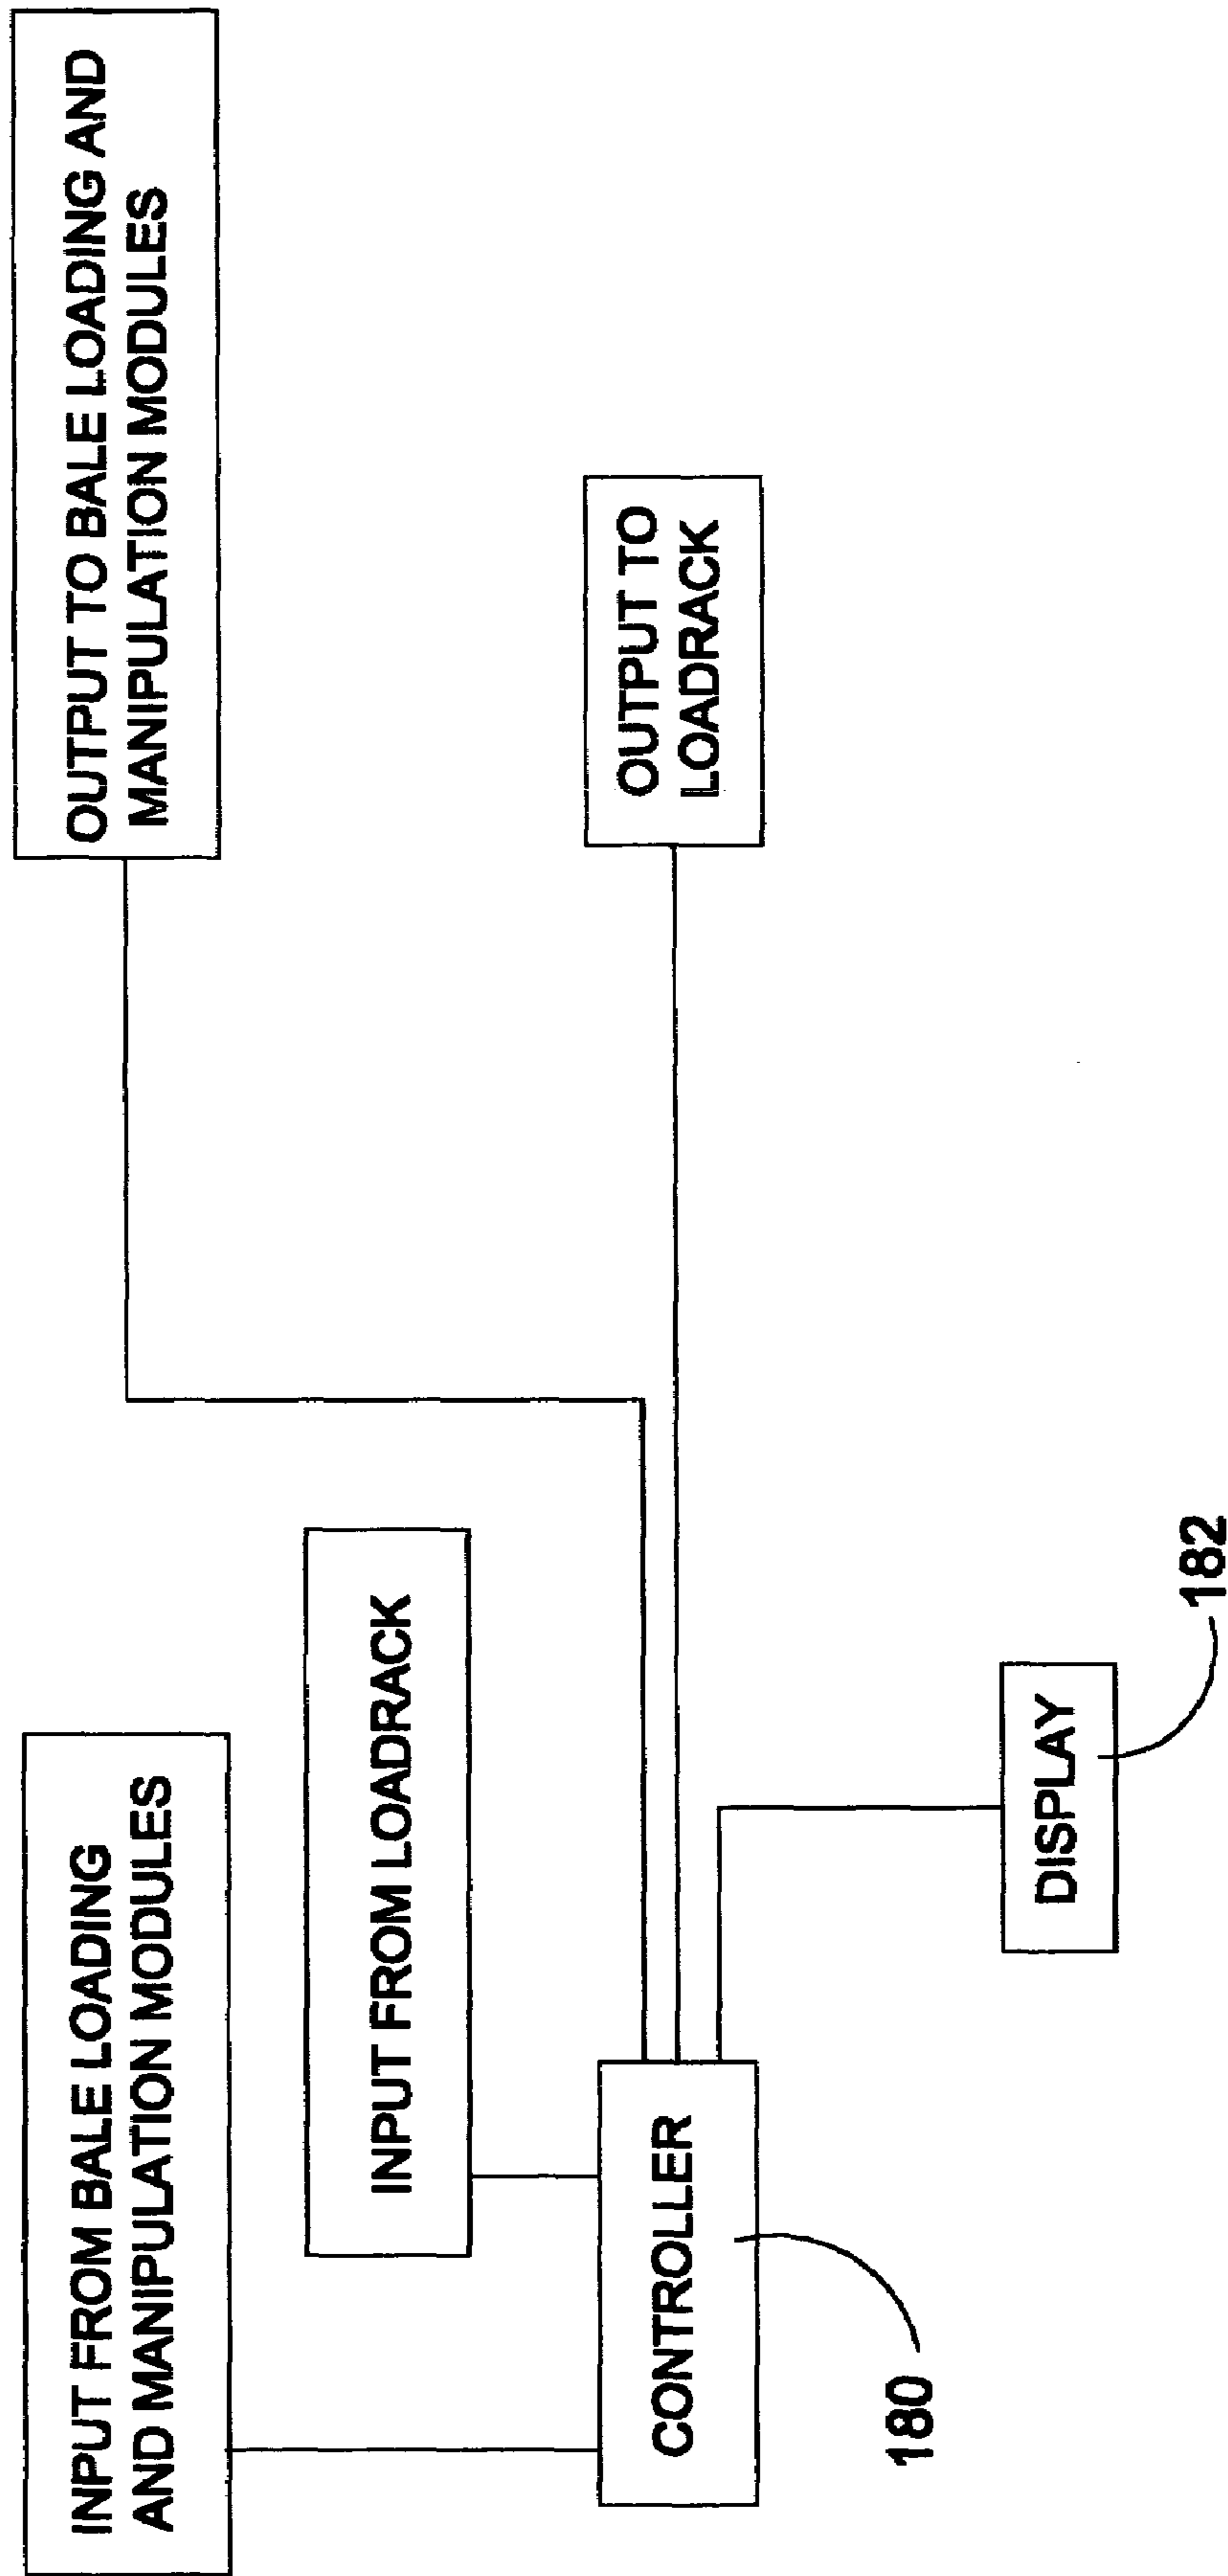 INPUT FROM BALE LOADING
AND MANIPULATION MODULES
OUTPUT TO BALE LOADING AND
MANIPULATION MODULES
INPUT FROM LOADRACK
OUTPUT TO
LOADRACK
CONTROLLER
180
DISPLAY
182